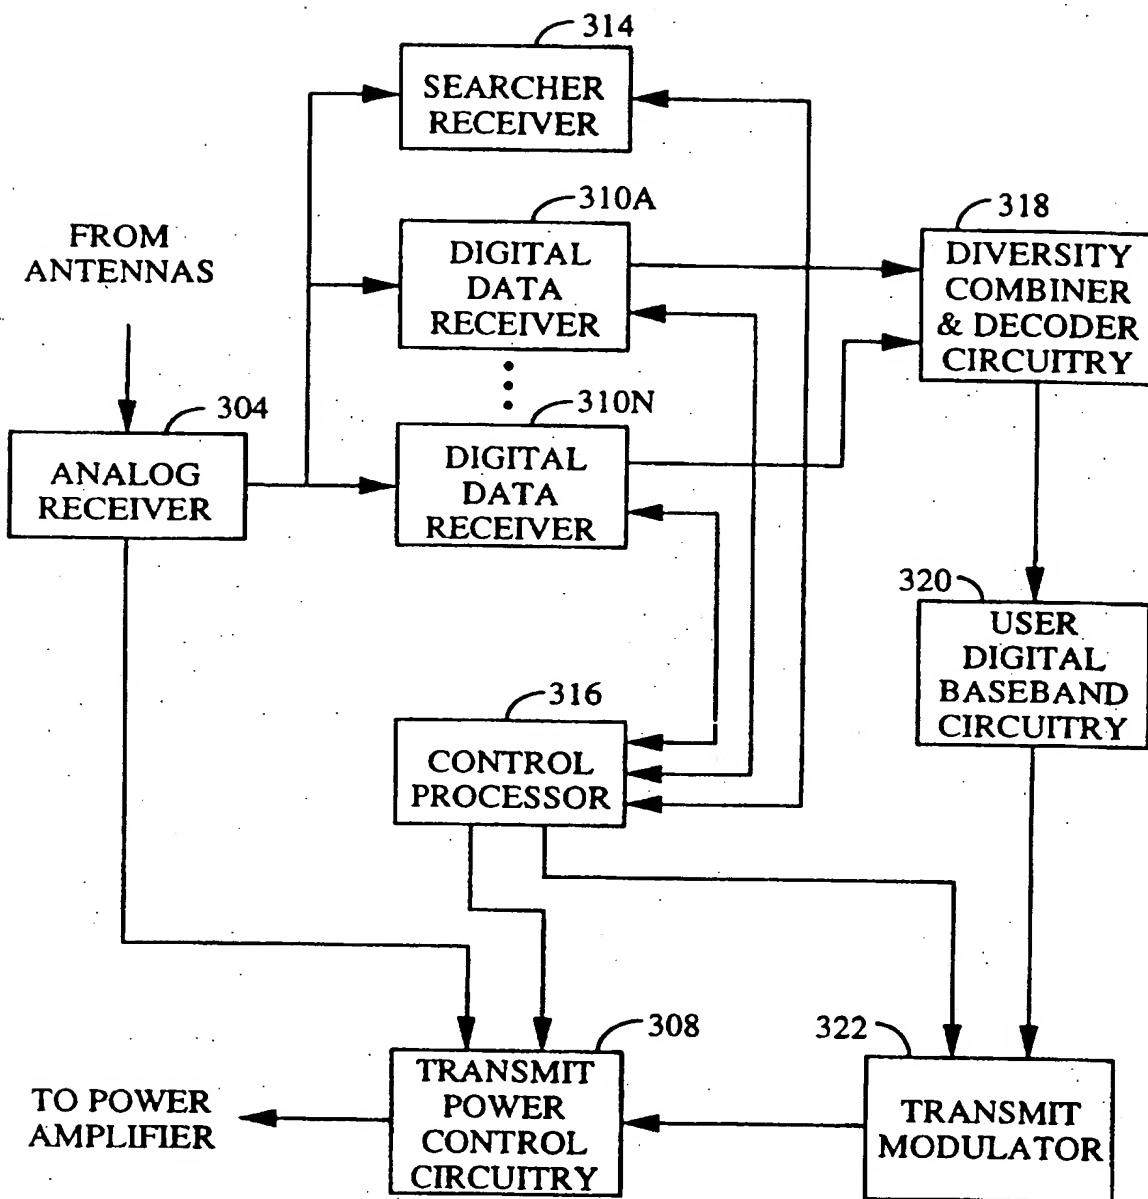 314
SEARCHER
RECEIVER
310A
FROM
ANTENNAS
DIGITAL
DATA
RECEIVER
318
DIVERSITY
COMBINER
& DECODER
CIRCUITRY
304
ANALOG
RECEIVER
310N
DIGITAL
DATA
RECEIVER
320
USER
DIGITAL
BASEBAND
CIRCUITRY
316
CONTROL
PROCESSOR
308
TRANSMIT
POWER
CONTROL
CIRCUITRY
322
TRANSMIT
MODULATOR
TO POWER
AMPLIFIER